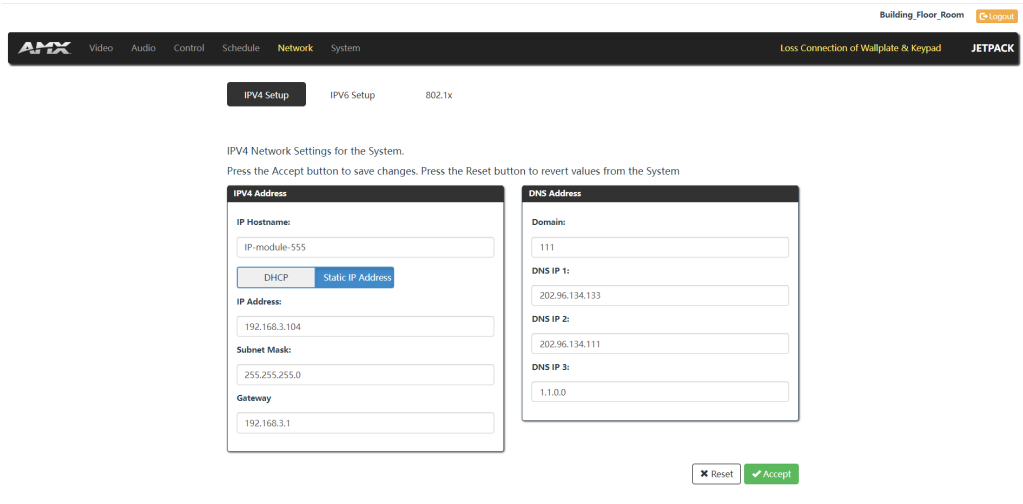 Building_Floor_Room Logout
AMX Video Audio Control Schedule Network System Loss Connection of Wallplate & Keypad JETPACK
IPV4 Setup IPV6 Setup 802.1x
IPV4 Network Settings for the System.
Press the Accept button to save changes. Press the Reset button to revert values from the System
IPV4 Address
IP Hostname:
IP-module-555
DHCP Static IP Address
IP Address:
192.168.3.104
Subnet Mask:
255.255.255.0
Gateway
192.168.3.1
DNS Address
Domain:
111
DNS IP 1:
202.96.134.133
DNS IP 2:
202.96.134.111
DNS IP 3:
1.1.0.0
Reset Accept